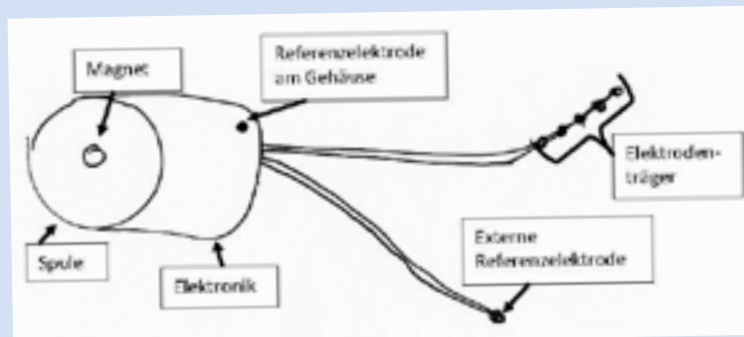 Magnet
Referenzelektrode
am Gehäuse
Elektroden-
träger
Spule
Elektronik
Externe
Referenzelektrode